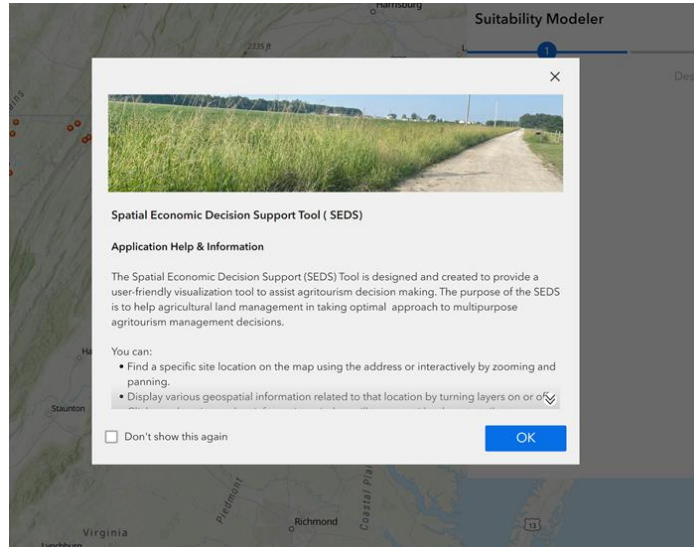 Harrisburg
Suitability Modeler
2335 ft
1
Des
Spatial Economic Decision Support Tool ( SEDS)
Application Help & Information
The Spatial Economic Decision Support (SEDS) Tool is designed and created to provide a
user-friendly visualization tool to assist agritourism decision making. The purpose of the SEDS
is to help agricultural land management in taking optimal approach to multipurpose
agritourism management decisions.
You can:
• Find a specific site location on the map using the address or interactively by zooming and
panning.
• Display various geospatial information related to that location by turning layers on or off.
Staunton
Don't show this again
OK
Piedmont
Coastal Plai
Virginia
Richmond
13
Lynchburg